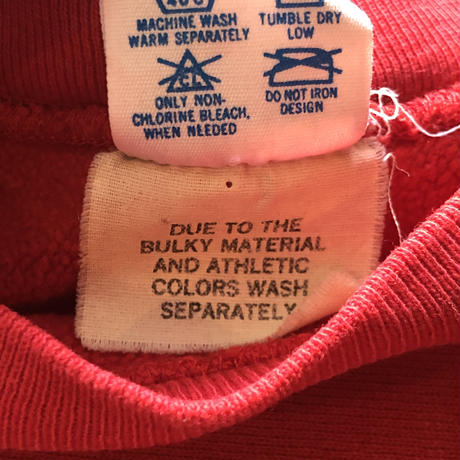 MACHINE WASH
WARM SEPARATELY
TUMBLE DRY
LOW
CL
ONLY NON-
CHLORINE BLEACH,
WHEN NEEDED
DO NOT IRON
DESIGN
DUE TO THE
BULKY MATERIAL
AND ATHLETIC
COLORS WASH
SEPARATELY